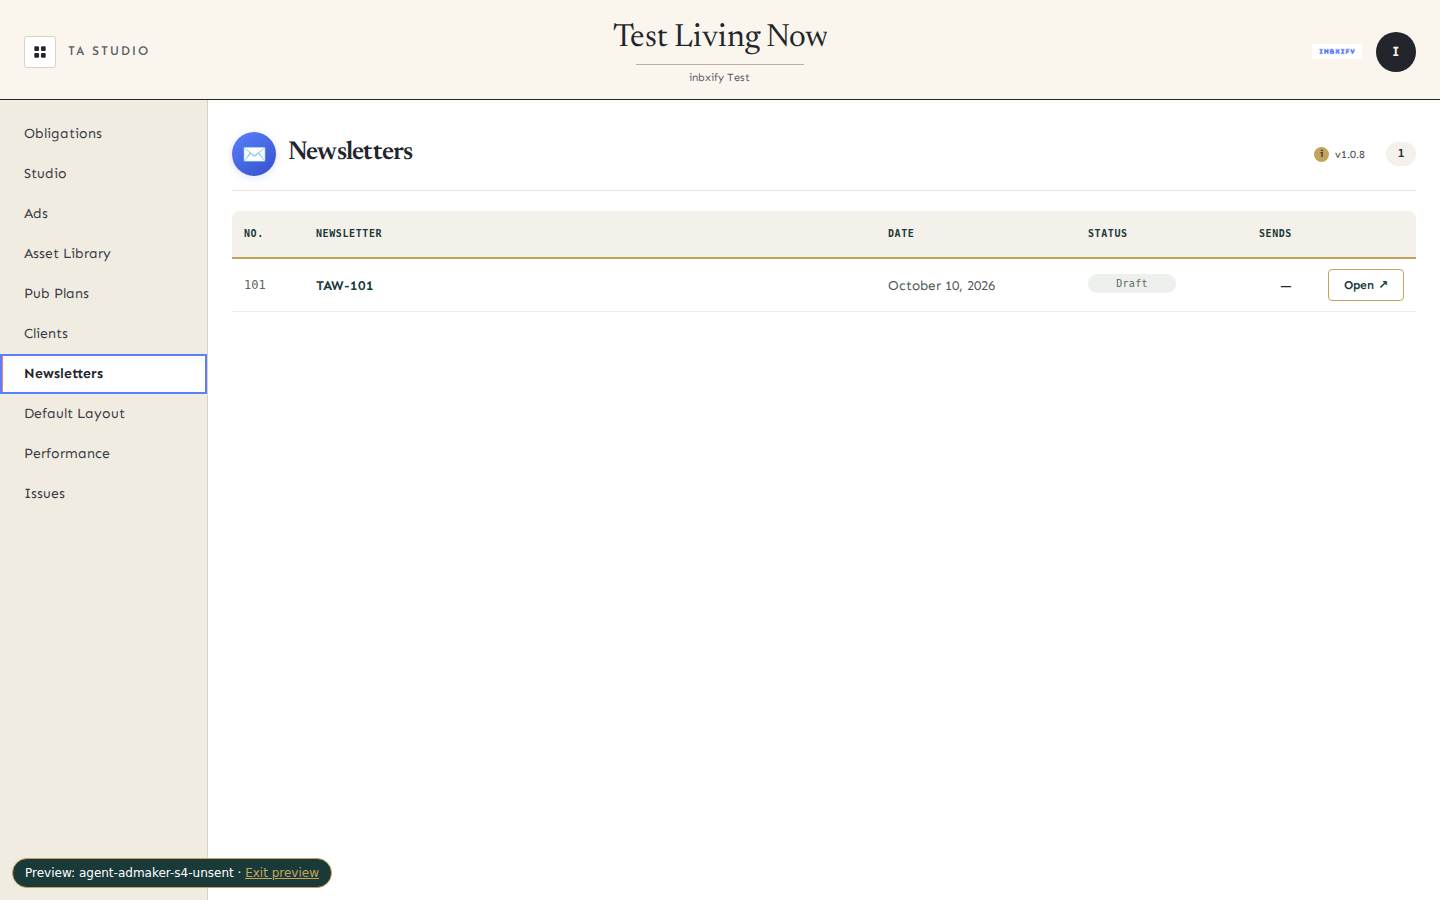 TA STUDIO
Test Living Now
inbxify Test
INBXIFY
I
Obligations
Studio
Ads
Asset Library
Pub Plans
Clients
Newsletters
Default Layout
Performance
Issues
Newsletters
i v1.0.8 1
NO. NEWSLETTER DATE STATUS SENDS
101 TAW-101 October 10, 2026 Draft — Open ↗
Preview: agent-admaker-s4-unsent · Exit preview